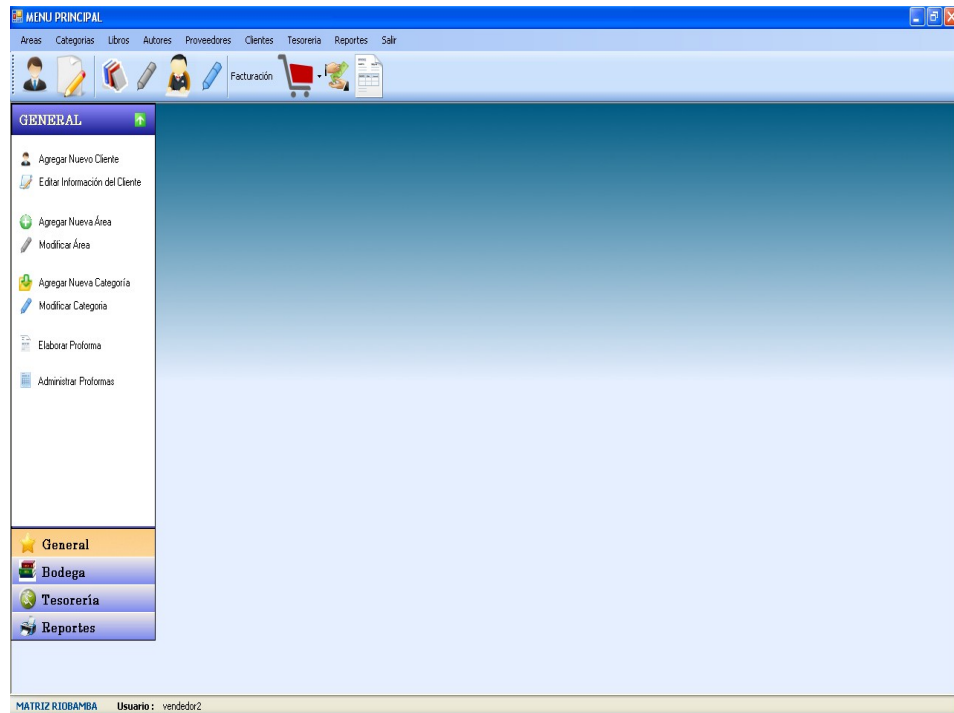 MENU PRINCIPAL
Areas Categorias Libros Autores Proveedores Clientes Tesoreria Reportes Salir
Facturación
GENERAL
Agregar Nuevo Cliente
Editar Información del Cliente
Agregar Nueva Área
Modificar Área
Agregar Nueva Categoría
Modificar Categoria
Elaborar Proforma
Administrar Proformas
General
Bodega
Tesorería
Reportes
MATRIZ RIOBAMBA Usuario : vendedor2